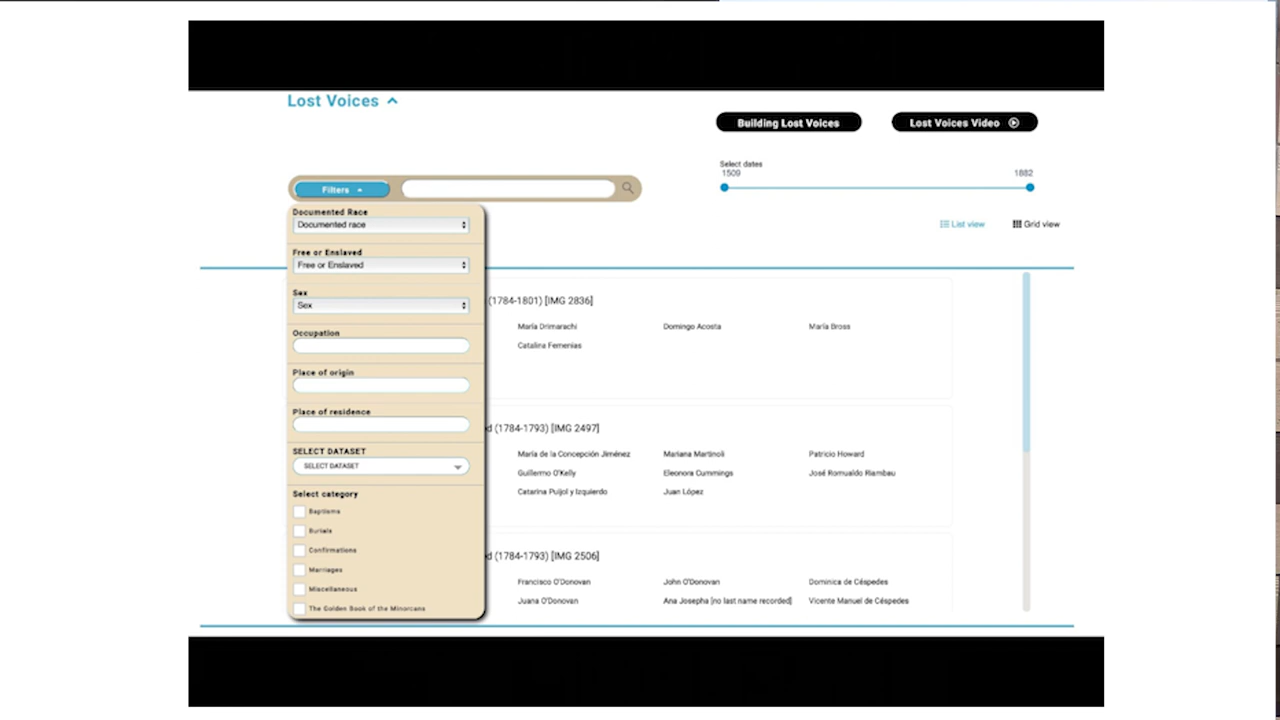 Lost Voices
Building Lost Voices
Lost Voices Video
Select dates
1509 1882
Filters
List view Grid view
Documented Race
Documented race
Free or Enslaved
Free or Enslaved
Sex
Sex
Occupation
Place of origin
Place of residence
SELECT DATASET
SELECT DATASET
Select category
Baptisms
Burials
Confirmations
Marriages
Miscellaneous
The Golden Book of the Minorcans
(1784-1801) [IMG 2836]
María Drimarachi Domingo Acosta María Bross
Catalina Femenias
d (1784-1793) [IMG 2497]
María de la Concepción Jiménez Mariana Martinoli Patricio Howard
Guillermo O'Kelly Eleonora Cummings José Romualdo Riambau
Catarina Puijol y Izquierdo Juan López
d (1784-1793) [IMG 2506]
Francisco O'Donovan John O'Donovan Dominica de Céspedes
Juana O'Donovan Ana Josepha [no last name recorded] Vicente Manuel de Céspedes